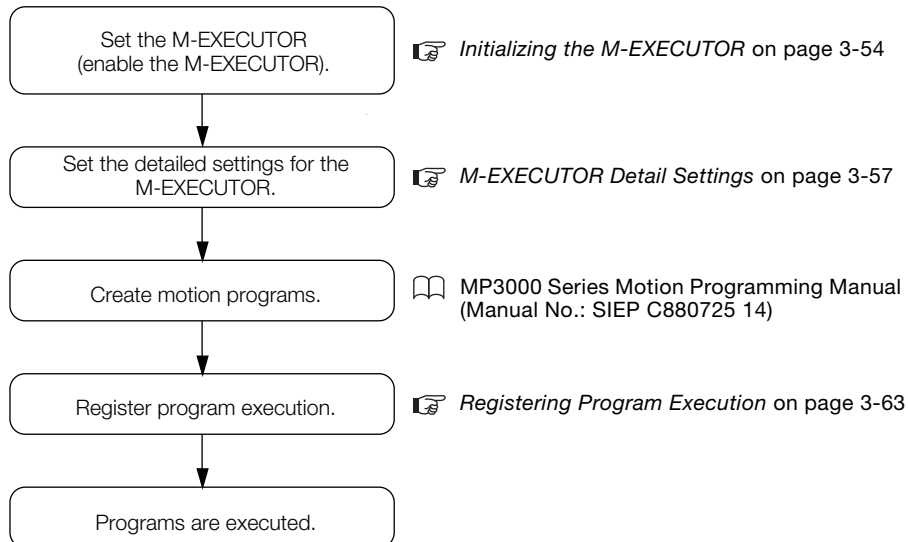 Set the M-EXECUTOR
(enable the M-EXECUTOR).
Initializing the M-EXECUTOR on page 3-54
Set the detailed settings for the
M-EXECUTOR.
M-EXECUTOR Detail Settings on page 3-57
Create motion programs.
MP3000 Series Motion Programming Manual
(Manual No.: SIEP C880725 14)
Register program execution.
Registering Program Execution on page 3-63
Programs are executed.